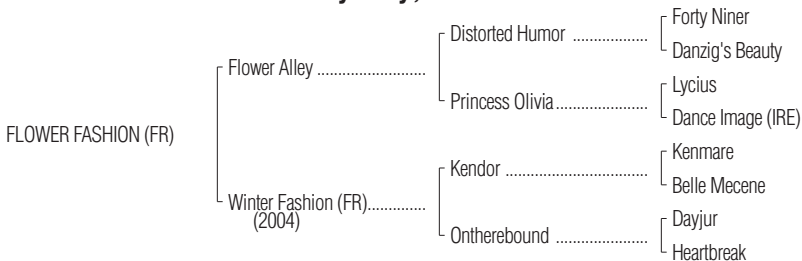 Forty Niner
Distorted Humor ..................
Danzig's Beauty
Flower Alley ..........................
Lycius
Princess Olivia......................
Dance Image (IRE)
FLOWER FASHION (FR)
Kenmare
Kendor ..................................
Belle Mecene
Winter Fashion (FR)..............
(2004)
Dayjur
Ontherebound ......................
Heartbreak